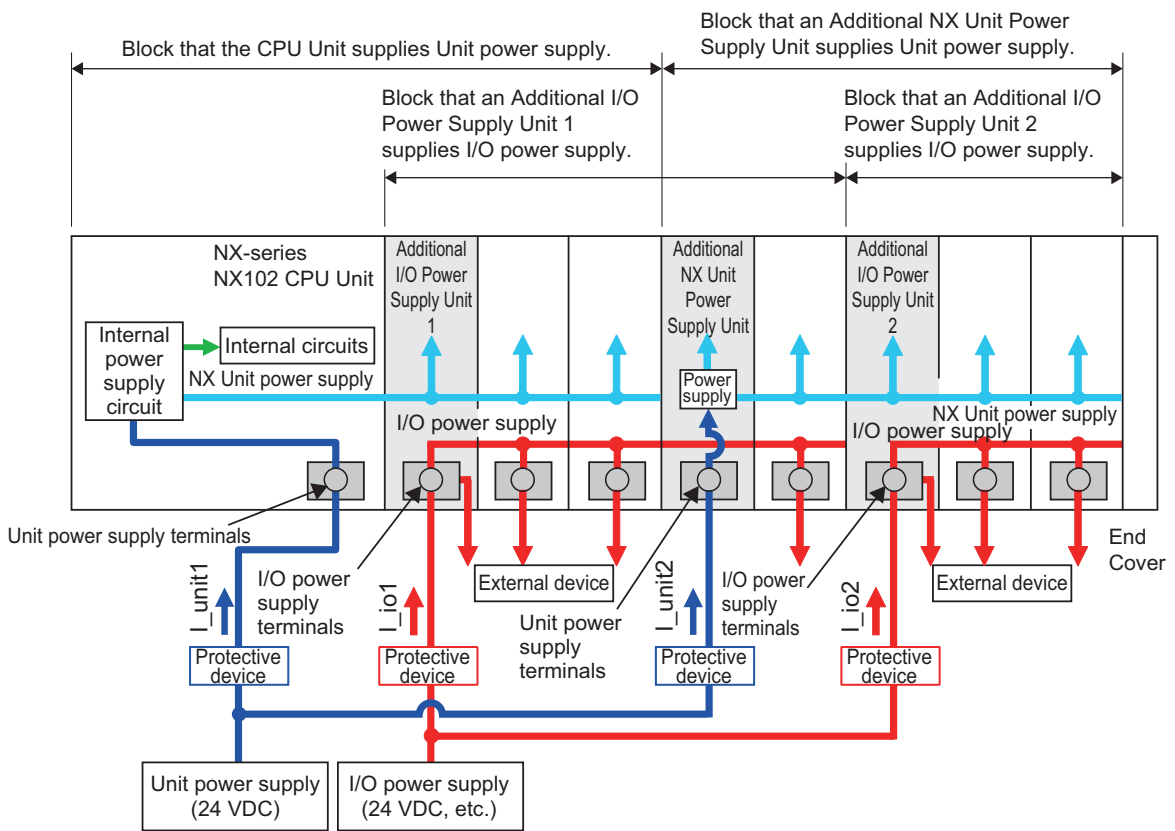 Block that the CPU Unit supplies Unit power supply.
Block that an Additional NX Unit Power
Supply Unit supplies Unit power supply.
Block that an Additional I/O
Power Supply Unit 1
supplies I/O power supply.
Block that an Additional I/O
Power Supply Unit 2
supplies I/O power supply.
NX-series
NX102 CPU Unit
Additional
I/O Power
Supply Unit
1
Additional
NX Unit
Power
Supply Unit
Additional
I/O Power
Supply Unit
2
Internal
power
supply
circuit
Internal circuits
NX Unit power supply
Power
supply
NX Unit power supply
I/O power supply
I/O power supply
Unit power supply terminals
I/O power
supply
terminals
External device
Unit power
supply
terminals
I/O power
supply
terminals
External device
End
Cover
I_unit1
I_io1
I_unit2
I_io2
Protective
device
Protective
device
Protective
device
Protective
device
Unit power supply
(24 VDC)
I/O power supply
(24 VDC, etc.)